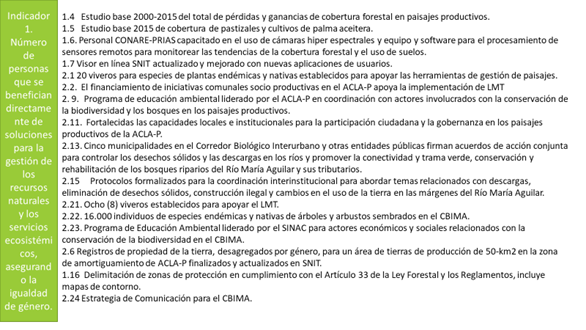 Indicador
1.
Número
de
personas
que se
benefician
directame
nte de
soluciones
para la
gestión de
los
recursos
naturales
y los
servicios
ecosistémi
cos,
asegurand
o la
igualdad
de género.
1.4 Estudio base 2000-2015 del total de pérdidas y ganancias de cobertura forestal en paisajes productivos.
1.5 Estudio base 2015 de cobertura de pastizales y cultivos de palma aceitera.
1.6. Personal CONARE-PRIAS capacitado en el uso de cámaras hiper espectrales y equipo y software para el procesamiento de
sensores remotos para monitorear las tendencias de la cobertura forestal y el uso de suelos.
1.7 Visor en línea SNIT actualizado y mejorado con nuevas aplicaciones de usuarios.
2.1 20 viveros para especies de plantas endémicas y nativas establecidos para apoyar las herramientas de gestión de paisajes.
2.2. El financiamiento de iniciativas comunales socio productivas en el ACLA-P apoya la implementación de LMT
2. 9. Programa de educación ambiental liderado por el ACLA-P en coordinación con actores involucrados con la conservación de
la biodiversidad y los bosques en los paisajes productivos.
2.11. Fortalecidas las capacidades locales e institucionales para la participación ciudadana y la gobernanza en los paisajes
productivos de la ACLA-P.
2.13. Cinco municipalidades en el Corredor Biológico Interurbano y otras entidades públicas firman acuerdos de acción conjunta
para controlar los desechos sólidos y las descargas en los ríos y promover la conectividad y trama verde, conservación y
rehabilitación de los bosques riparios del Río María Aguilar y sus tributarios.
2.15 Protocolos formalizados para la coordinación interinstitucional para abordar temas relacionados con descargas,
eliminación de desechos sólidos, construcción ilegal y cambios en el uso de la tierra en las márgenes del Río María Aguilar.
2.21. Ocho (8) viveros establecidos para apoyar el LMT.
2.22. 16.000 individuos de especies endémicas y nativas de árboles y arbustos sembrados en el CBIMA.
2.23. Programa de Educación Ambiental liderado por el SINAC para actores económicos y sociales relacionados con la
conservación de la biodiversidad en el CBIMA.
2.6 Registros de propiedad de la tierra, desagregados por género, para un área de tierras de producción de 50-km2 en la zona
de amortiguamiento de ACLA-P finalizados y actualizados en SNIT.
1.16 Delimitación de zonas de protección en cumplimiento con el Artículo 33 de la Ley Forestal y los Reglamentos, incluye
mapas de contorno.
2.24 Estrategia de Comunicación para el CBIMA.